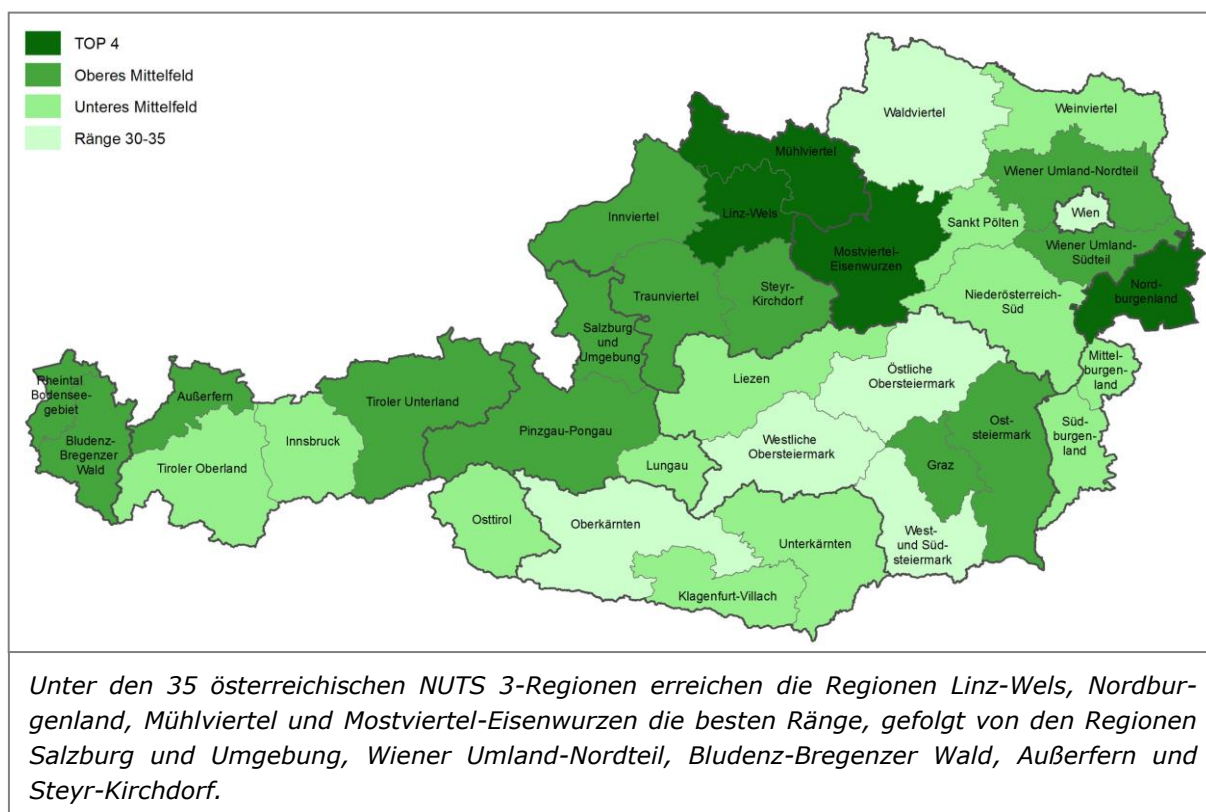 TOP 4
Oberes Mittelfeld
Unteres Mittelfeld
Ränge 30-35
Waldviertel
Weinviertel
Mühlviertel
Wiener Umland-Nordteil
Innviertel
Linz-Wels
Wien
Sankt Pölten
Mostviertel-
Eisenwurzen
Wiener Umland-
Südteil
Nord-
burgenland
Traunviertel
Steyr-
Kirchdorf
Niederösterreich-
Süd
Salzburg
und
Umgebung
Mittel-
burgen-
land
Rheintal
Bodensee-
gebiet
Außerfern
Tiroler Unterland
Liezen
Östliche
Obersteiermark
Bludenz-
Bregenzer
Wald
Innsbruck
Pinzgau-Pongau
Ost-
steiermark
Süd-
burgen-
land
Tiroler Oberland
Westliche
Obersteiermark
Lungau
Graz
Osttirol
Oberkärnten
Unterkärnten
West-
und Süd-
steiermark
Klagenfurt-Villach
Unter den 35 österreichischen NUTS 3-Regionen erreichen die Regionen Linz-Wels, Nordbur-
genland, Mühlviertel und Mostviertel-Eisenwurzen die besten Ränge, gefolgt von den Regionen
Salzburg und Umgebung, Wiener Umland-Nordteil, Bludenz-Bregenzer Wald, Außerfern und
Steyr-Kirchdorf.